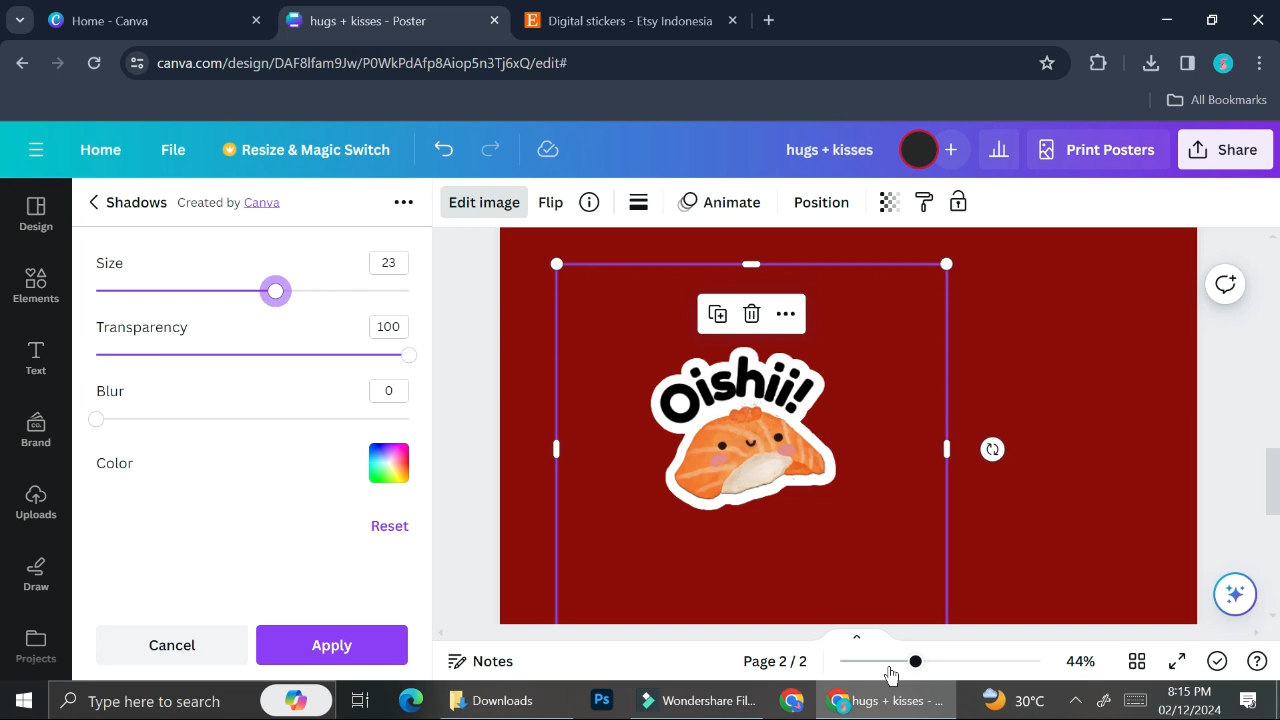 Home - Canva
hugs + kisses - Poster
Digital stickers - Etsy Indonesia
canva.com/design/DAF8lfam9Jw/P0WkPdAfp8Aiop5n3Tj6xQ/edit#
All Bookmarks
Home
File
Resize & Magic Switch
hugs + kisses
Print Posters
Share
Design
Elements
Text
Brand
Uploads
Draw
Projects
Shadows Created by Canva
Size 23
Transparency 100
Blur 0
Color
Reset
Cancel
Apply
Edit image
Flip
Animate
Position
Oishii!
Notes
Page 2 / 2
44%
Type here to search
Downloads
Ps
Wondershare Fil...
hugs + kisses - ...
30°C
8:15 PM
02/12/2024